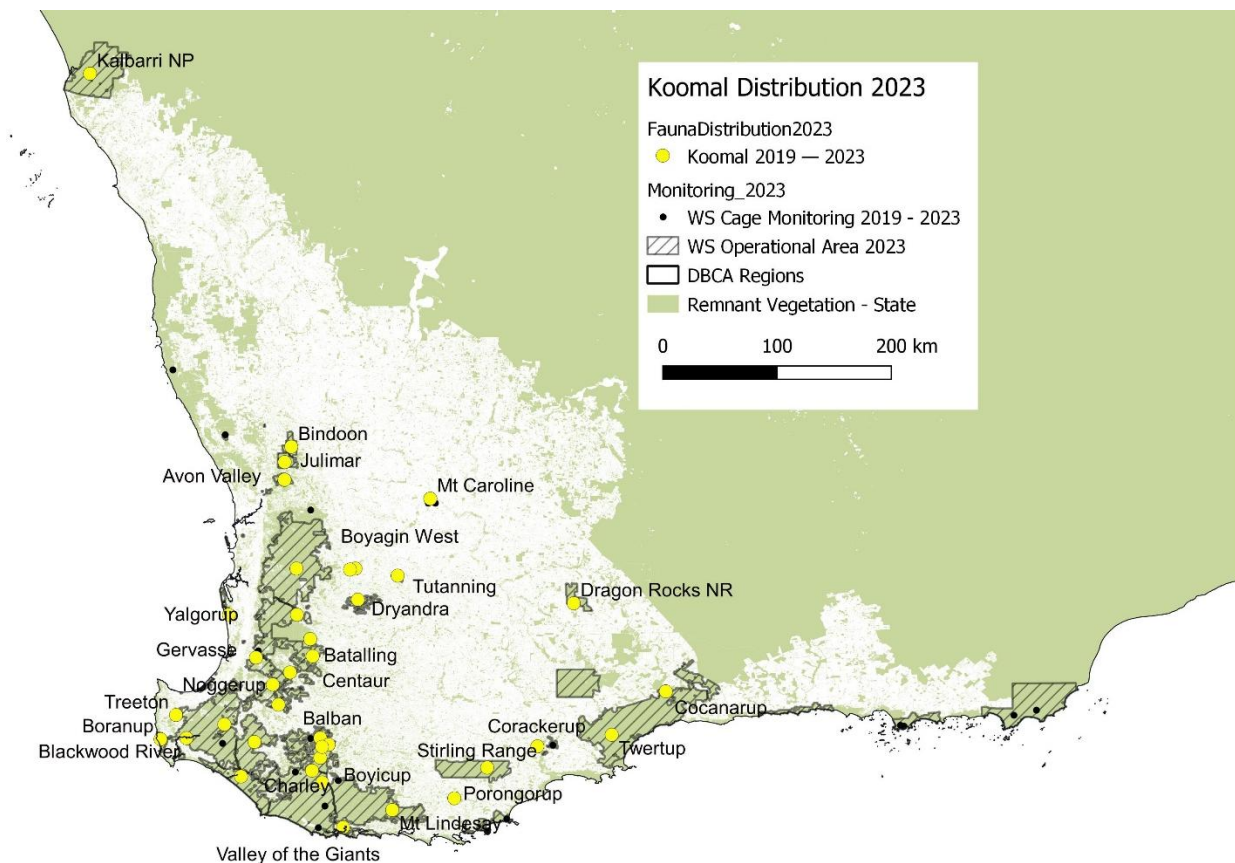 Kalbarri NP
Koomal Distribution 2023
FaunaDistribution2023
Koomal 2019 — 2023
Monitoring_2023
WS Cage Monitoring 2019 - 2023
WS Operational Area 2023
DBCA Regions
Remnant Vegetation - State
0 100 200 km
Bindoon
Julimar
Avon Valley
Mt Caroline
Boyagin West
Tutanning
Dragon Rocks NR
Dryandra
Yalgorup
Gervasse
Batalling
Centaur
Noggerup
Treeton
Cocanarup
Boranup
Balban
Corackerup
Blackwood River
Twertup
Stirling Range
Charley
Boyicup
Porongorup
Mt Lindesay
Valley of the Giants